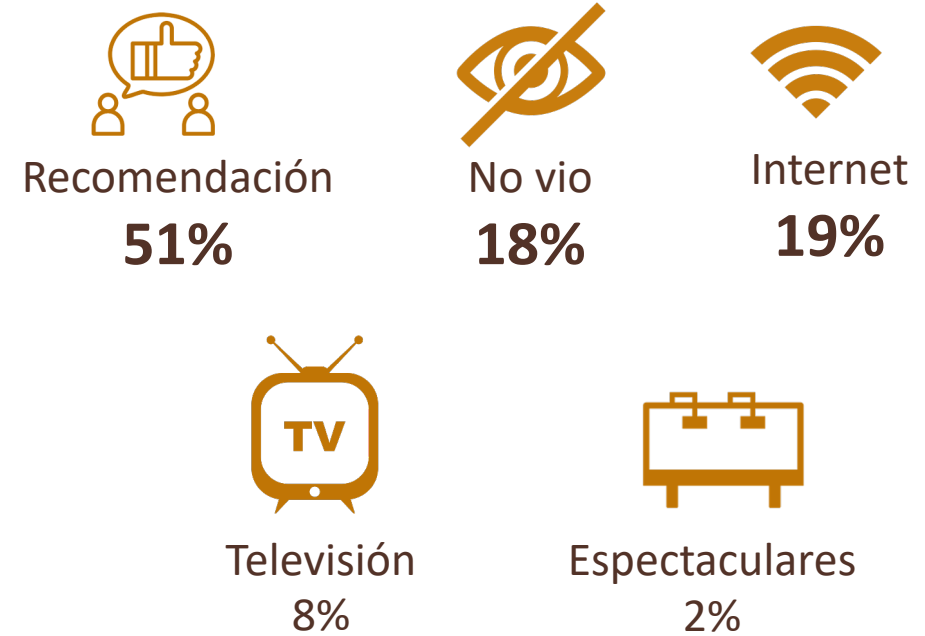 Recomendación
51%
No vio
18%
Internet
19%
TV
Televisión
8%
Espectaculares
2%